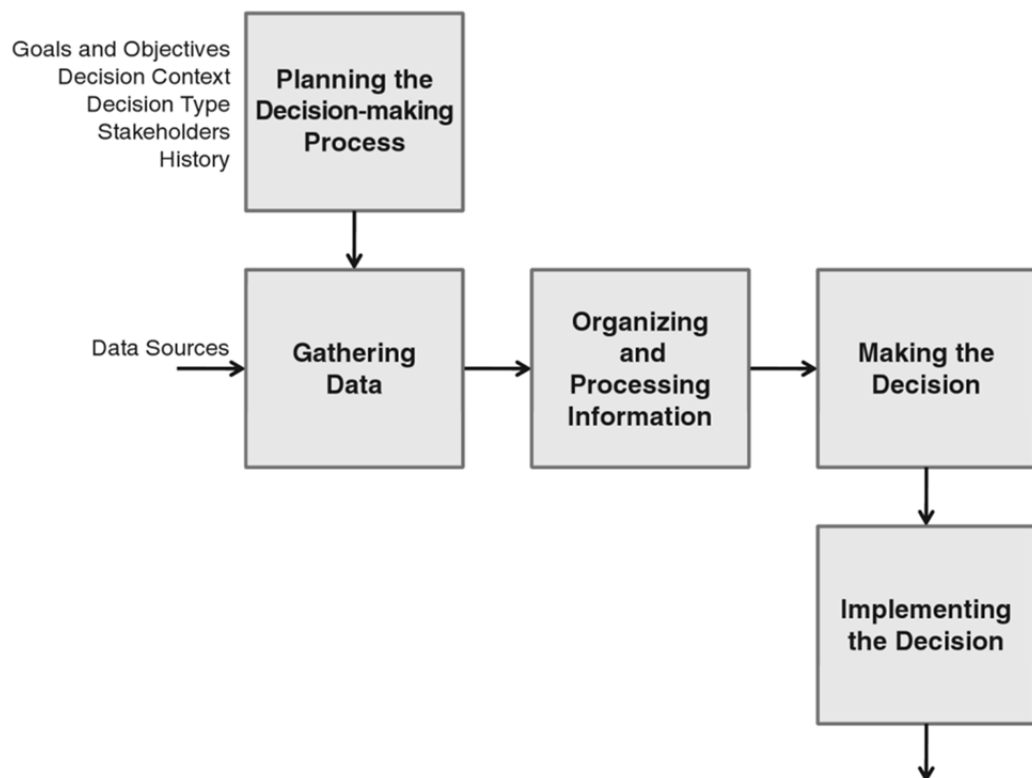 Goals and Objectives
Decision Context
Decision Type
Stakeholders
History
Planning the
Decision-making
Process
Data Sources
Gathering
Data
Organizing
and
Processing
Information
Making the
Decision
Implementing
the Decision